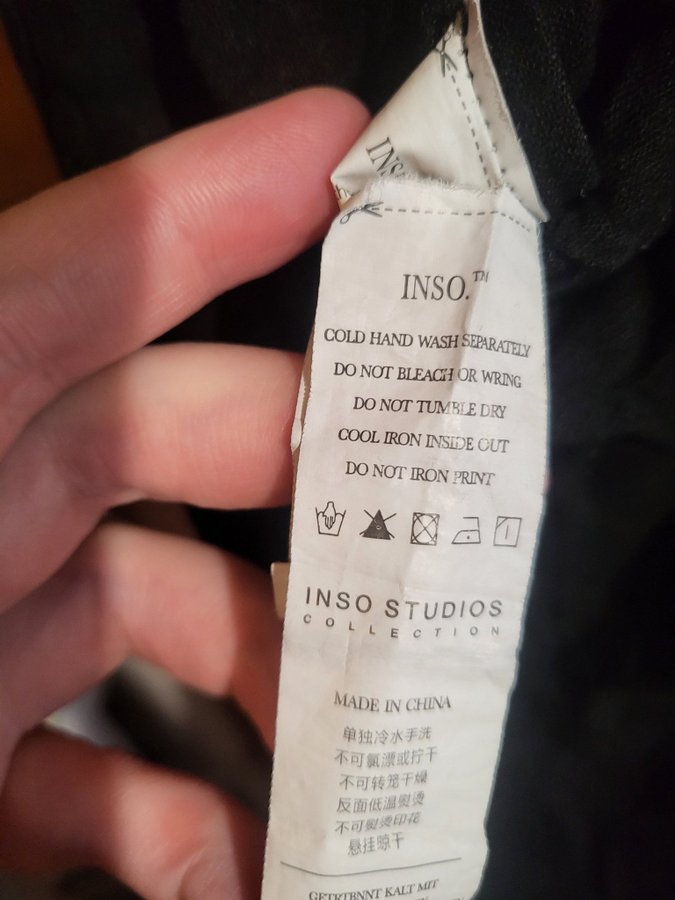 INSO.™
COLD HAND WASH SEPARATELY
DO NOT BLEACH OR WRING
DO NOT TUMBLE DRY
COOL IRON INSIDE OUT
DO NOT IRON PRINT
INSO STUDIOS
COLLECTION
MADE IN CHINA
单独冷水手洗
不可氯漂或拧干
不可转笼干燥
反面低温熨烫
不可熨烫印花
悬挂晾干
GETRTBNNT KALT MIT